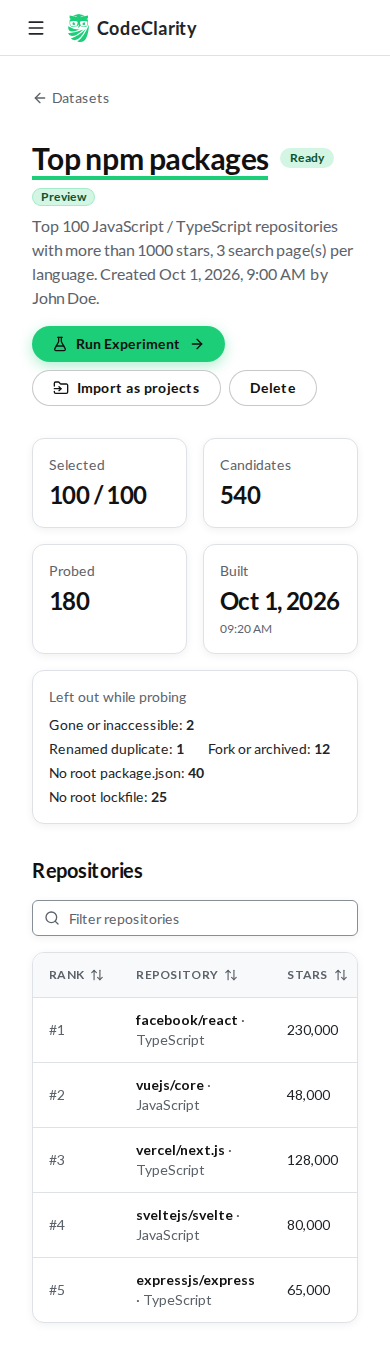 CodeClarity
Datasets
Top npm packages
Ready
Preview
Top 100 JavaScript / TypeScript repositories
with more than 1000 stars, 3 search page(s) per
language. Created Oct 1, 2026, 9:00 AM by
John Doe.
Run Experiment
Import as projects
Delete
Selected
100 / 100
Candidates
540
Probed
180
Built
Oct 1, 2026
09:20 AM
Left out while probing
Gone or inaccessible: 2
Renamed duplicate: 1 Fork or archived: 12
No root package.json: 40
No root lockfile: 25
Repositories
Filter repositories
RANK REPOSITORY STARS
#1 facebook/react · 230,000
TypeScript
#2 vuejs/core · 48,000
JavaScript
#3 vercel/next.js · 128,000
TypeScript
#4 sveltejs/svelte · 80,000
JavaScript
#5 expressjs/express 65,000
· TypeScript